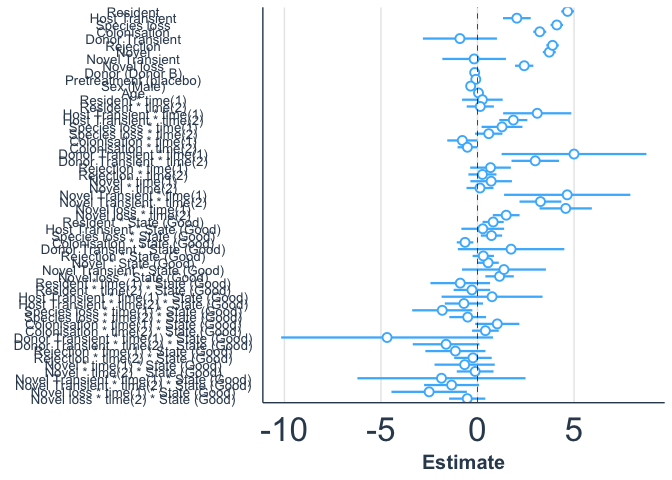 Resident
Host Transient
Species loss
Colonisation
Donor Transient
Rejection
Novel
Novel Transient
Novel loss
Donor (Donor B)
Pretreatment (placebo)
Sex (Male)
Age
Resident * time(1)
Resident * time(2)
Host Transient * time(1)
Host Transient * time(2)
Species loss * time(1)
Species loss * time(2)
Colonisation * time(1)
Colonisation * time(2)
Donor Transient * time(1)
Donor Transient * time(2)
Rejection * time(1)
Rejection * time(2)
Novel * time(1)
Novel * time(2)
Novel Transient * time(1)
Novel Transient * time(2)
Novel loss * time(1)
Novel loss * time(2)
Resident * State (Good)
Host Transient * State (Good)
Species loss * State (Good)
Colonisation * State (Good)
Donor Transient * State (Good)
Rejection * State (Good)
Novel * State (Good)
Novel Transient * State (Good)
Novel loss * State (Good)
Resident * time(1) * State (Good)
Resident * time(2) * State (Good)
Host Transient * time(1) * State (Good)
Host Transient * time(2) * State (Good)
Species loss * time(1) * State (Good)
Species loss * time(2) * State (Good)
Colonisation * time(1) * State (Good)
Colonisation * time(2) * State (Good)
Donor Transient * time(1) * State (Good)
Donor Transient * time(2) * State (Good)
Rejection * time(1) * State (Good)
Rejection * time(2) * State (Good)
Novel * time(1) * State (Good)
Novel * time(2) * State (Good)
Novel Transient * time(1) * State (Good)
Novel Transient * time(2) * State (Good)
Novel loss * time(1) * State (Good)
Novel loss * time(2) * State (Good)
-10 -5 0 5
Estimate